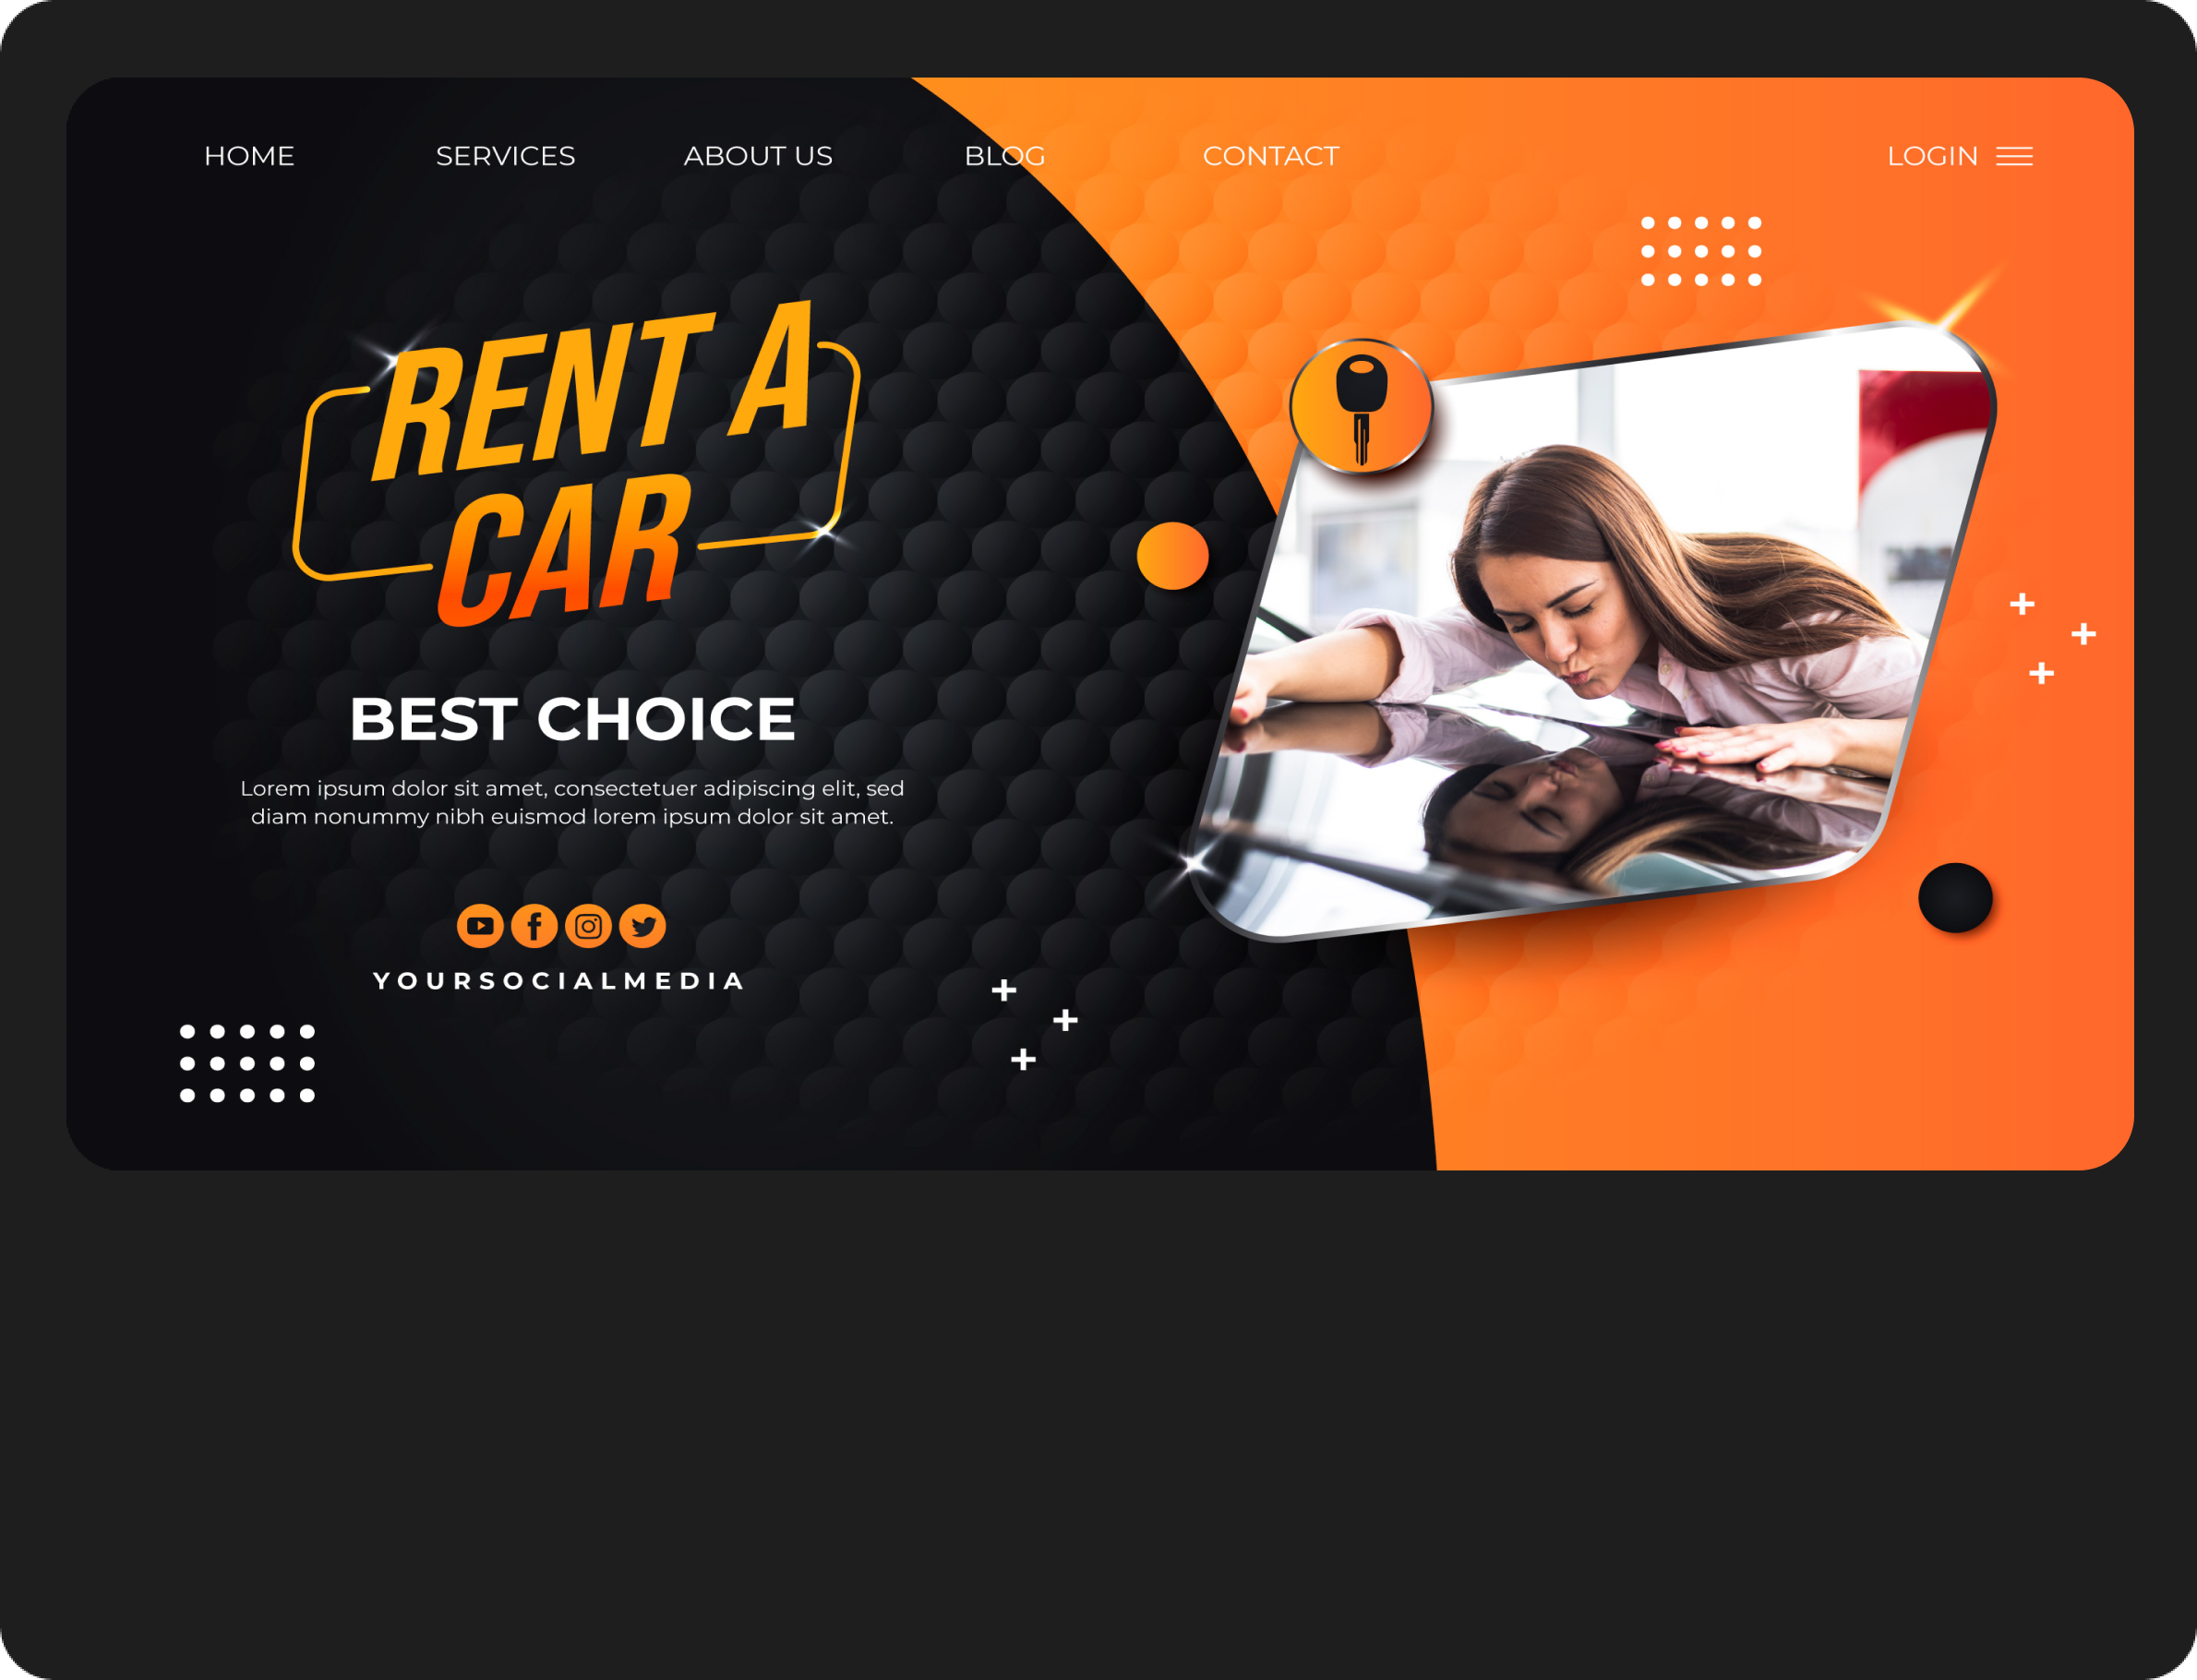 HOME SERVICES ABOUT US BLOG CONTACT LOGIN
RENT A
CAR
BEST CHOICE
Lorem ipsum dolor sit amet, consectetuer adipiscing elit, sed
diam nonummy nibh euismod lorem ipsum dolor sit amet.
YOURSOCIALMEDIA